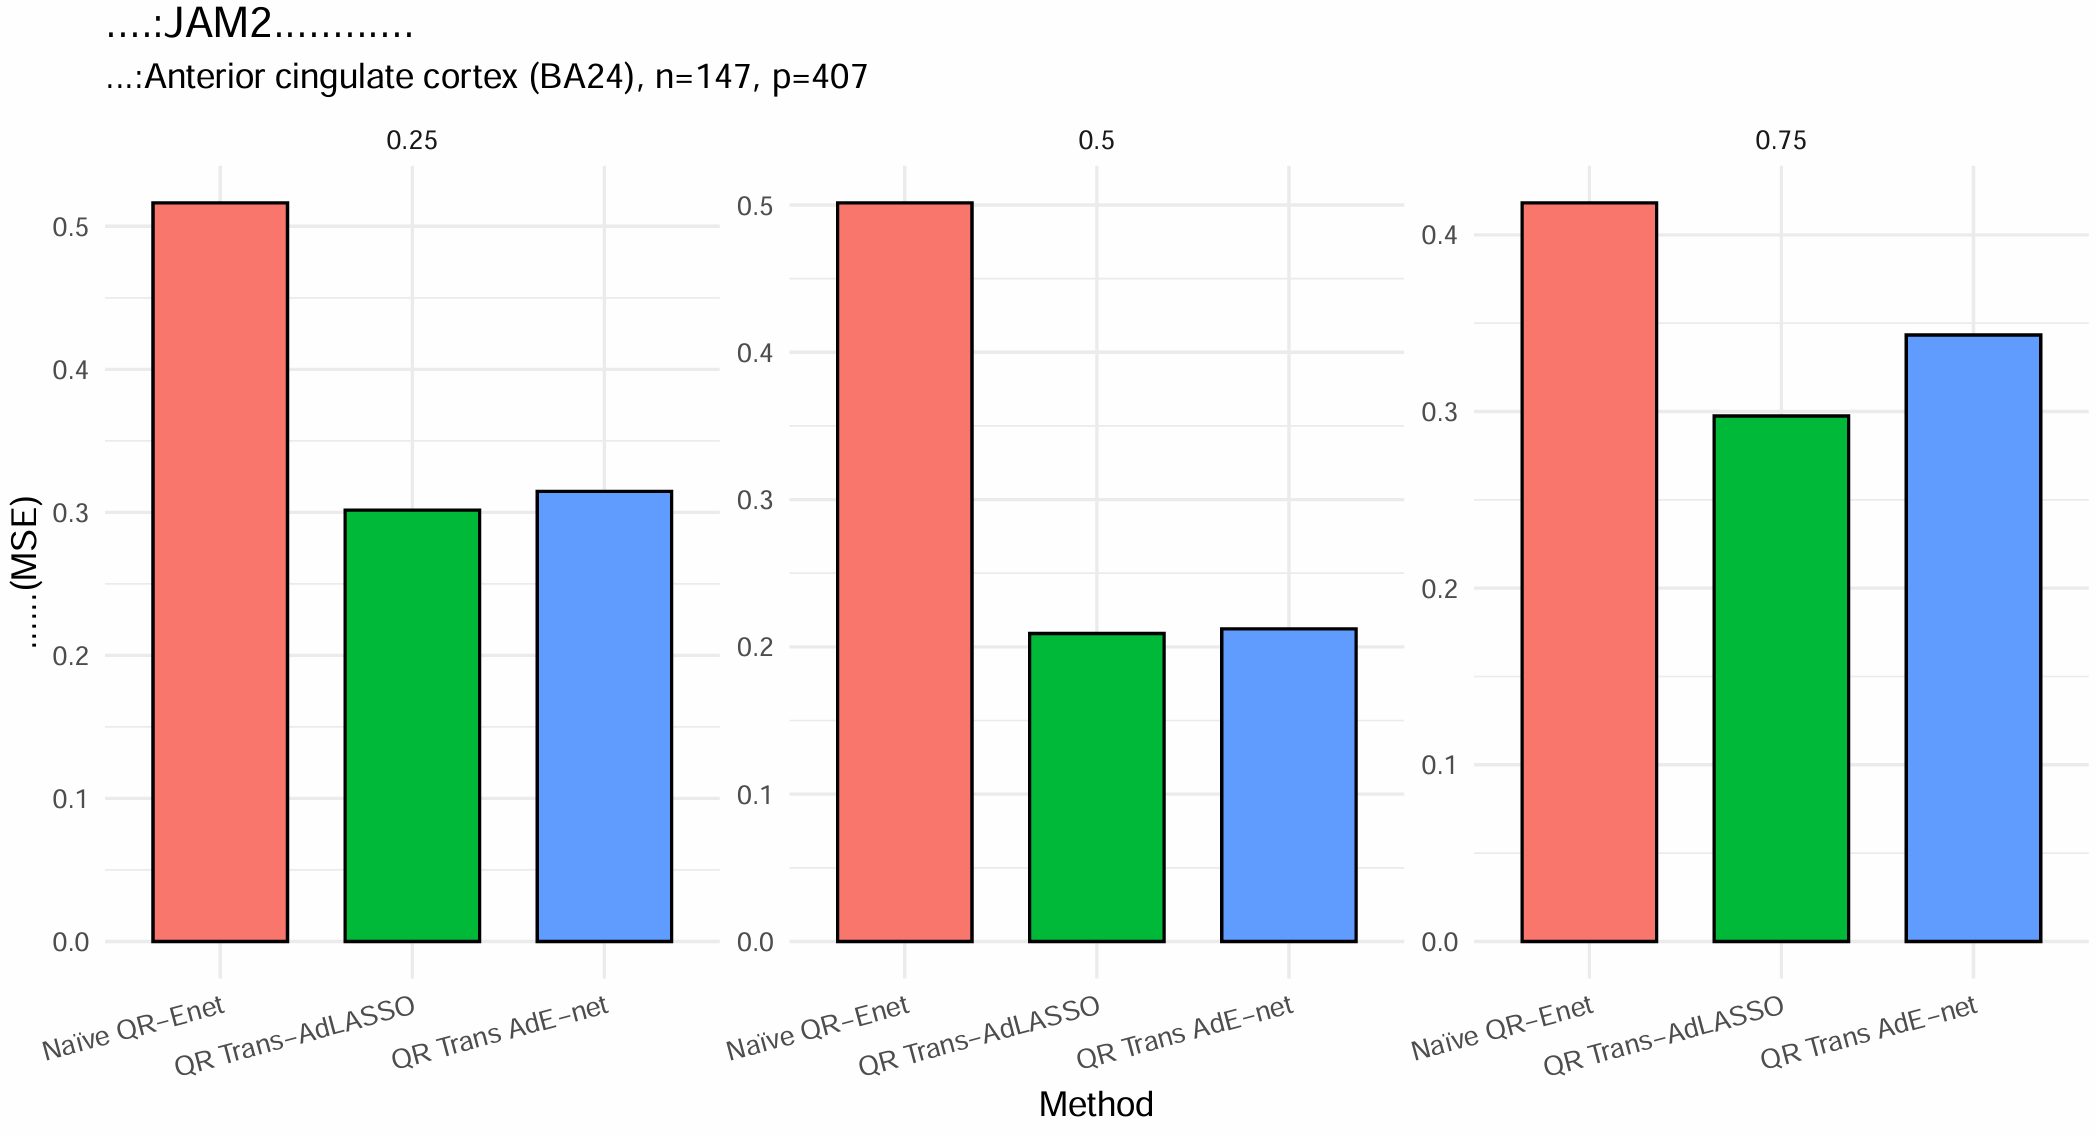 ....:JAM2............
...:Anterior cingulate cortex (BA24), n=147, p=407
0.25
0.5
0.75
......(MSE)
0.5
0.4
0.3
0.2
0.1
0.0
0.5
0.4
0.3
0.2
0.1
0.0
0.4
0.3
0.2
0.1
0.0
Naïve QR−Enet
QR Trans−AdLASSO
QR Trans AdE−net
Naïve QR−Enet
QR Trans−AdLASSO
QR Trans AdE−net
Naïve QR−Enet
QR Trans−AdLASSO
QR Trans AdE−net
Method